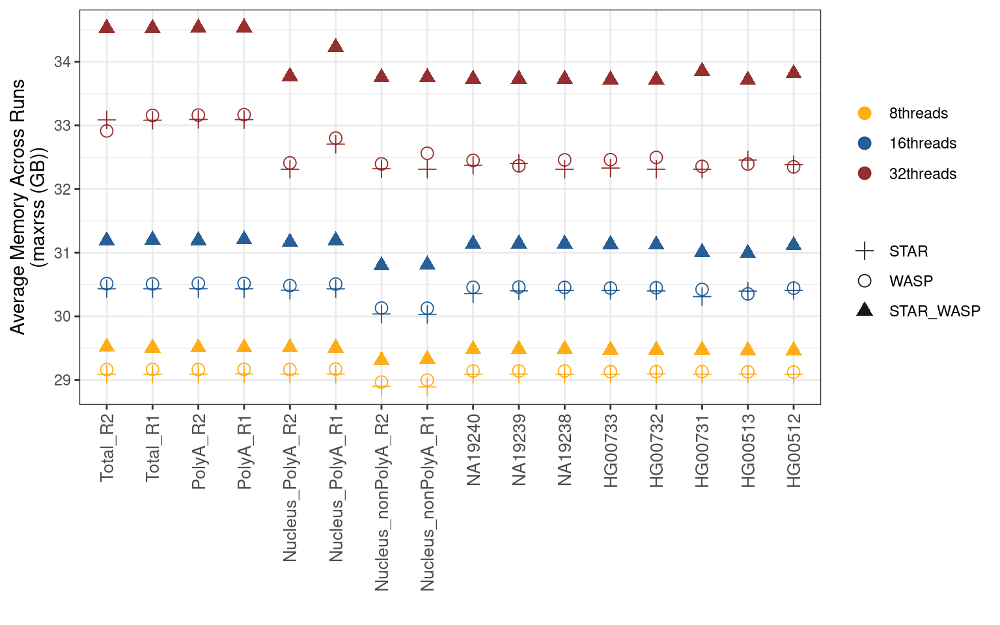 Average Memory Across Runs
(maxrss (GB))
34
33
32
31
30
29
Total_R2
Total_R1
PolyA_R2
PolyA_R1
Nucleus_PolyA_R2
Nucleus_PolyA_R1
Nucleus_nonPolyA_R2
Nucleus_nonPolyA_R1
NA19240
NA19239
NA19238
HG00733
HG00732
HG00731
HG00513
HG00512
8threads
16threads
32threads
STAR
WASP
STAR_WASP